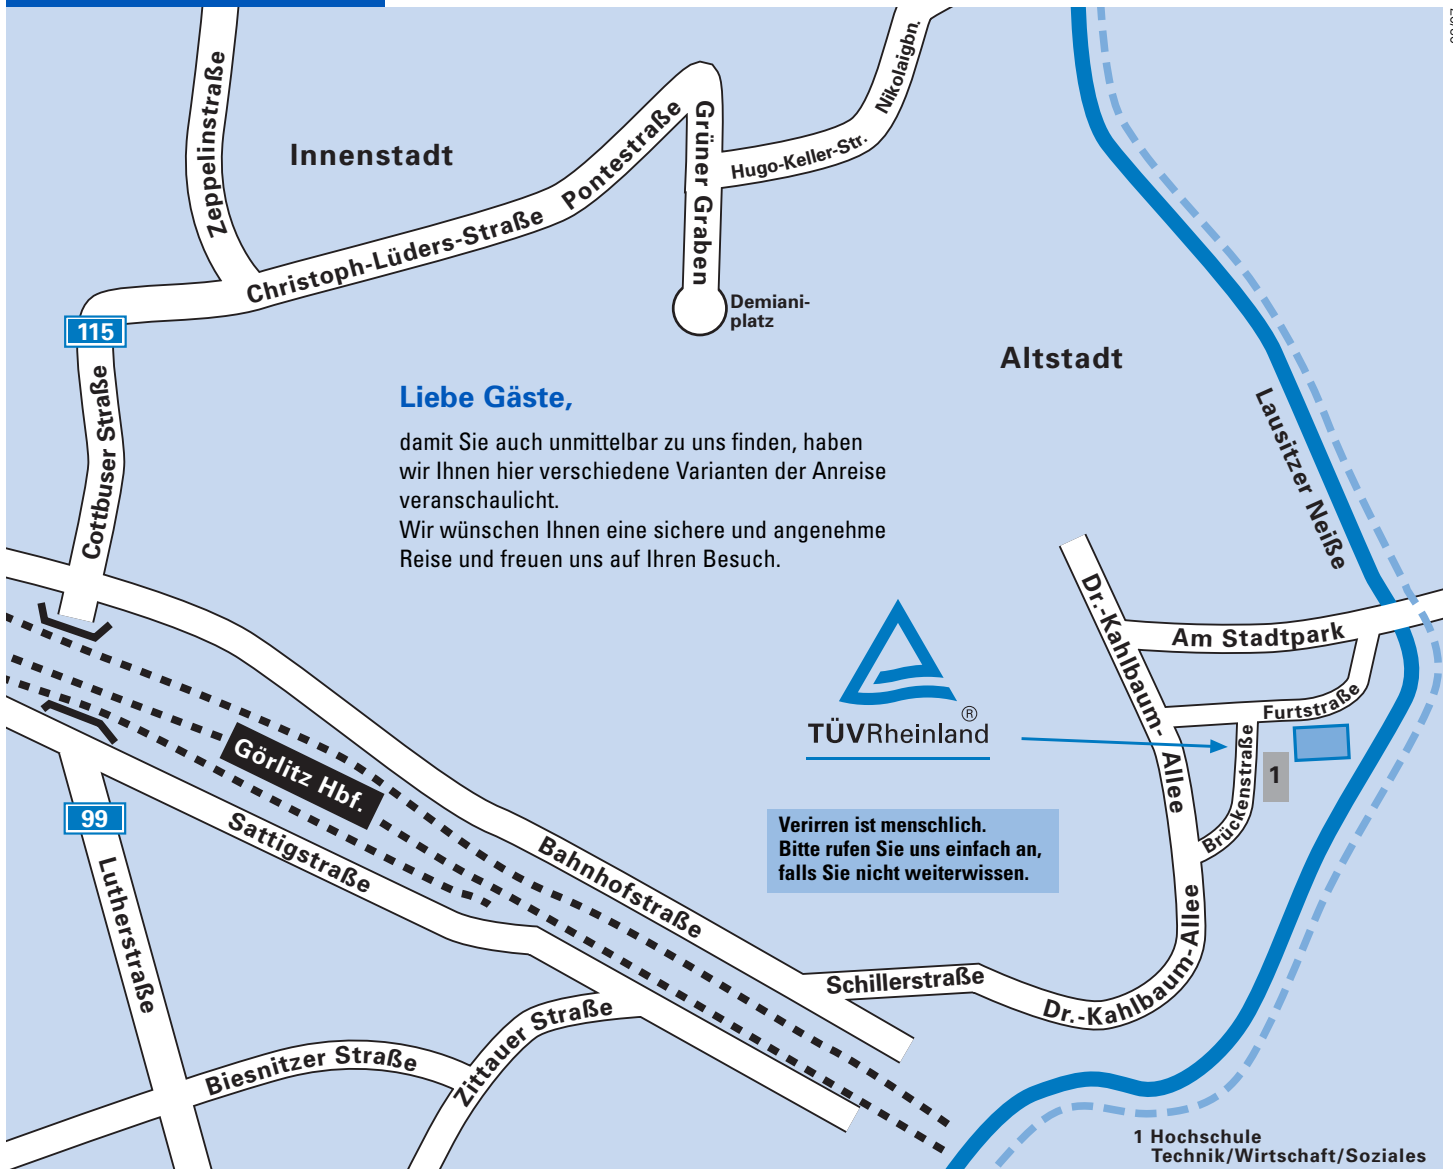 Zeppelinstraße
Innenstadt
Christoph-Lüders-Straße
Pontestraße
Grüner Graben
Hugo-Keller-Str.
Nikolaigbn.
Demiani-
platz
115
Altstadt
Cottbuser Straße
Lausitzer Neiße
Liebe Gäste,
damit Sie auch unmittelbar zu uns finden, haben
wir Ihnen hier verschiedene Varianten der Anreise
veranschaulicht.
Wir wünschen Ihnen eine sichere und angenehme
Reise und freuen uns auf Ihren Besuch.
Dr.-Kahlbaum-Allee
Am Stadtpark
Furtstraße
Brückenstraße
1
TÜVRheinland
®
Görlitz Hbf.
99
Sattigstraße
Bahnhofstraße
Verirren ist menschlich.
Bitte rufen Sie uns einfach an,
falls Sie nicht weiterwissen.
Lutherstraße
Schillerstraße
Dr.-Kahlbaum-Allee
Zittauer Straße
Biesnitzer Straße
1 Hochschule
Technik/Wirtschaft/Soziales